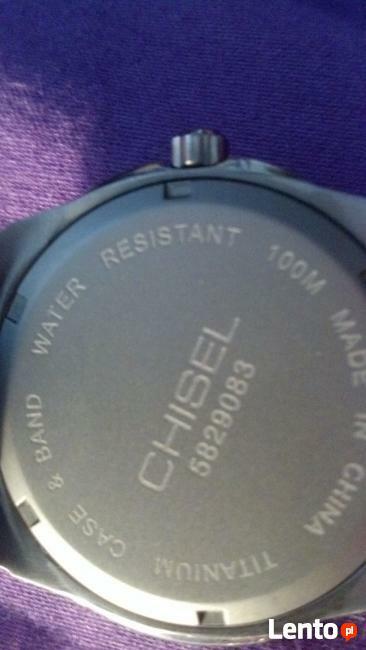 CHISEL
5829083
TITANIUM CASE & BAND WATER RESISTANT 100M MADE IN CHINA
Lento.pl